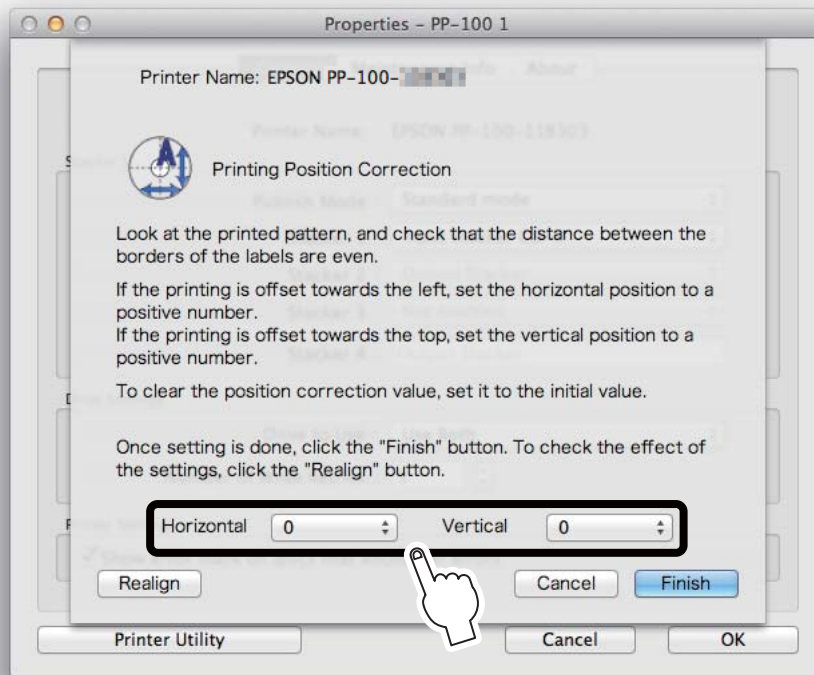 Properties – PP-100 1
Printer Name: EPSON PP-100-
Printing Position Correction
Look at the printed pattern, and check that the distance between the
borders of the labels are even.
If the printing is offset towards the left, set the horizontal position to a
positive number.
If the printing is offset towards the top, set the vertical position to a
positive number.
To clear the position correction value, set it to the initial value.
Once setting is done, click the "Finish" button. To check the effect of
the settings, click the "Realign" button.
Horizontal 0 Vertical 0
Realign Cancel Finish
Printer Utility Cancel OK